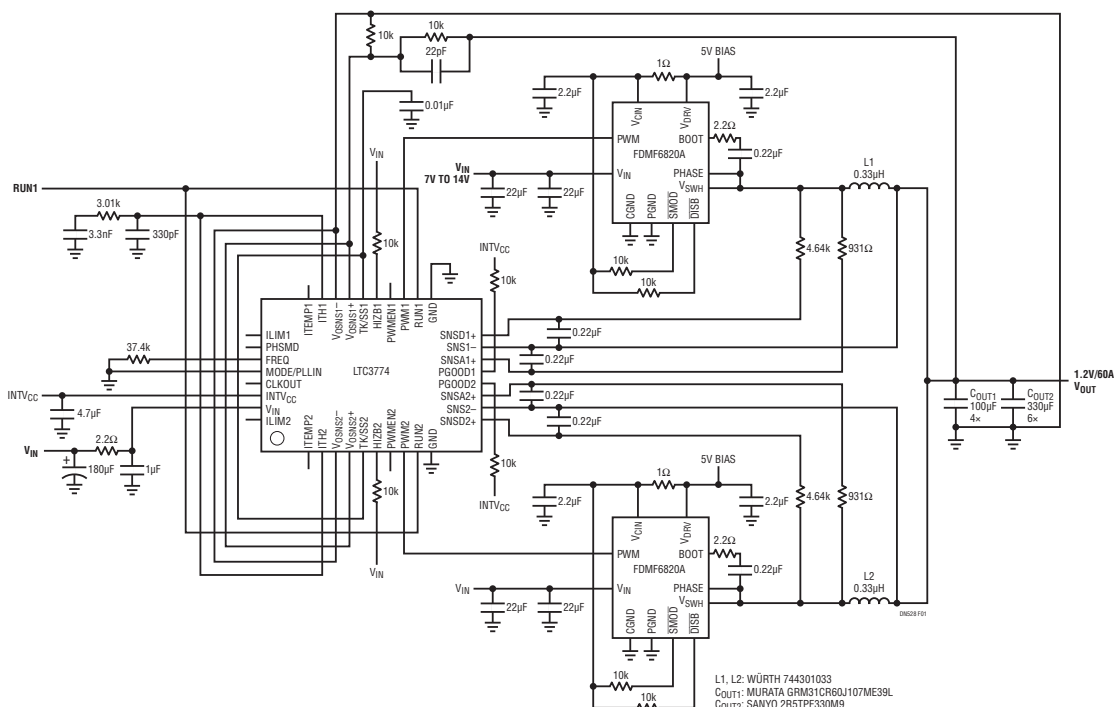 10k
10k
22pF
0.01µF
5V BIAS
1Ω
2.2µF
2.2µF
VCIN
VDRV
2.2Ω
PWM
BOOT
FDMF6820A
0.22µF
VIN
VIN
7V TO 14V
VIN
PHASE
VSWH
L1
0.33µH
22µF
22µF
CGND
PGND
SMOD
DISB
RUN1
3.01k
3.3nF
330pF
10k
INTVCC
10k
10k
10k
4.64k
931Ω
ITEMP1
ITH1
VOSNS1–
VOSNS1+
TK/SS1
HIZB1
PWMEN1
PWM1
RUN1
GND
ILIM1
PHSMD
FREQ
MODE/PLLIN
CLKOUT
INTVCC
VIN
ILIM2
LTC3774
SNSD1+
SNS1–
SNSA1+
PGOOD1
PGOOD2
SNSA2+
SNS2–
SNSD2+
0.22µF
0.22µF
0.22µF
0.22µF
37.4k
INTVCC
4.7µF
2.2Ω
VIN
+
180µF
1µF
ITEMP2
ITH2
VOSNS2–
VOSNS2+
TK/SS2
HIZB2
PWMEN2
PWM2
RUN2
GND
10k
VIN
10k
INTVCC
1.2V/60A
VOUT
COUT1
100µF
4×
COUT2
330µF
6×
5V BIAS
1Ω
2.2µF
2.2µF
4.64k
931Ω
VCIN
VDRV
2.2Ω
PWM
BOOT
FDMF6820A
0.22µF
VIN
VIN
PHASE
VSWH
L2
0.33µH
22µF
22µF
CGND
PGND
SMOD
DISB
DN528 F01
10k
10k
L1, L2: WÜRTH 744301033
COUT1: MURATA GRM31CR60J107ME39L
COUT2: SANYO 2R5TPE330M9